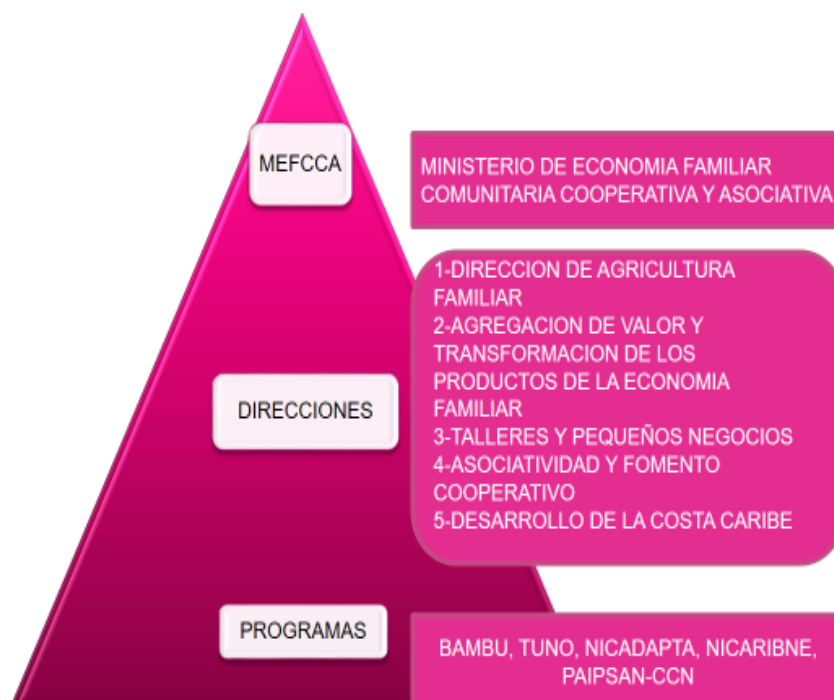 MEFCCA
MINISTERIO DE ECONOMIA FAMILIAR
COMUNITARIA COOPERATIVA Y ASOCIATIVA
DIRECCIONES
1-DIRECCION DE AGRICULTURA
FAMILIAR
2-AGREGACION DE VALOR Y
TRANSFORMACION DE LOS
PRODUCTOS DE LA ECONOMIA
FAMILIAR
3-TALLERES Y PEQUEÑOS NEGOCIOS
4-ASOCIATIVIDAD Y FOMENTO
COOPERATIVO
5-DESARROLLO DE LA COSTA CARIBE
PROGRAMAS
BAMBU, TUNO, NICADAPTA, NICARIBNE,
PAIPSAN-CCN